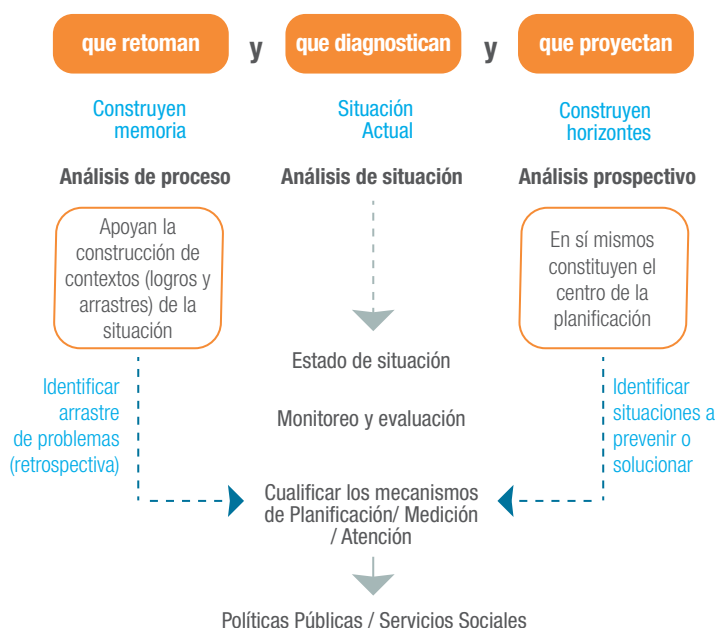 que retoman y que diagnostican y que proyectan
Construyen
memoria
Situación
Actual
Construyen
horizontes
Análisis de proceso
Análisis de situación
Análisis prospectivo
Apoyan la
construcción de
contextos (logros y
arrastres) de la
situación
En sí mismos
constituyen el
centro de la
planificación
Estado de situación
Identificar
arrastre
de problemas
(retrospectiva)
Monitoreo y evaluación
Identificar
situaciones a
prevenir o
solucionar
Cualificar los mecanismos
de Planificación/ Medición
/ Atención
Políticas Públicas / Servicios Sociales